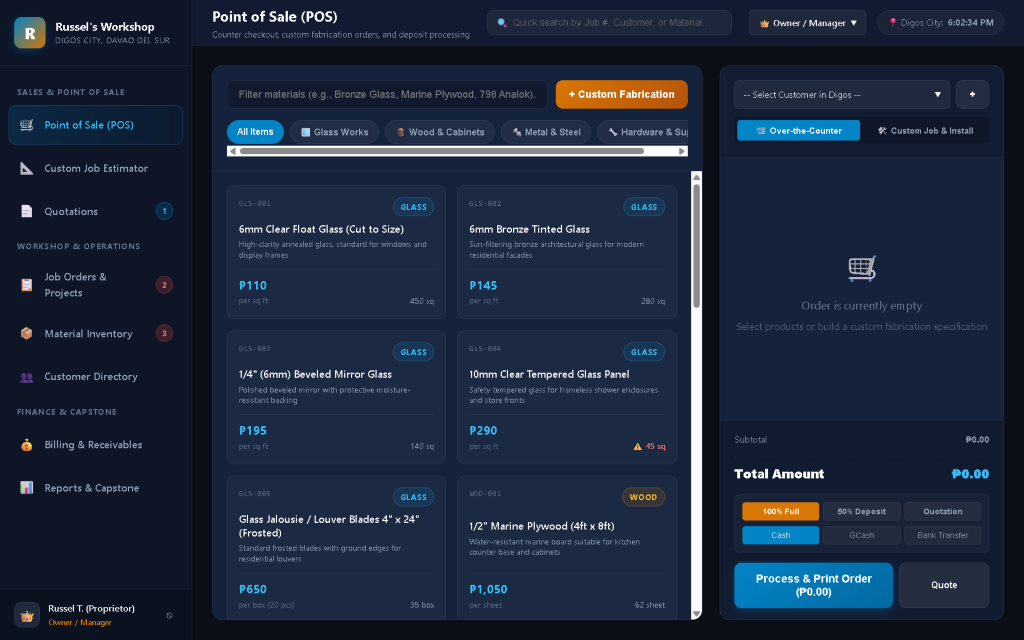 R
Russel's Workshop
DIGOS CITY, DAVAO DEL SUR
SALES & POINT OF SALE
Point of Sale (POS)
Custom Job Estimator
Quotations
1
WORKSHOP & OPERATIONS
Job Orders &
Projects
2
Material Inventory
3
Customer Directory
FINANCE & CAPSTONE
Billing & Receivables
Reports & Capstone
Russel T. (Proprietor)
Owner / Manager
Point of Sale (POS)
Counter checkout, custom fabrication orders, and deposit processing
Quick search by Job #, Customer, or Material...
Owner / Manager
Digos City: 6:02:34 PM
Filter materials (e.g., Bronze Glass, Marine Plywood, 798 Analok).
+ Custom Fabrication
All Items
Glass Works
Wood & Cabinets
Metal & Steel
Hardware & Su
GLS-001
GLASS
6mm Clear Float Glass (Cut to Size)
High-clarity annealed glass, standard for windows and
display frames
₱110
per sq ft
450 sq
GLS-002
GLASS
6mm Bronze Tinted Glass
Sun-filtering bronze architectural glass for modern
residential facades
₱145
per sq ft
280 sq
GLS-003
GLASS
1/4" (6mm) Beveled Mirror Glass
Polished beveled mirror with protective moisture-
resistant backing
₱195
per sq ft
140 sq
GLS-004
GLASS
10mm Clear Tempered Glass Panel
Safety tempered glass for frameless shower enclosures
and store fronts
₱290
per sq ft
45 sq
GLS-005
GLASS
Glass Jalousie / Louver Blades 4" x 24"
(Frosted)
Standard frosted blades with ground edges for
residential louvers
₱650
per box (20 pcs)
35 box
WOD-001
WOOD
1/2" Marine Plywood (4ft x 8ft)
Water-resistant marine board suitable for kitchen
counter base and cabinets
₱1,050
per sheet
62 sheet
-- Select Customer in Digos --
+
Over-the-Counter
Custom Job & Install
Order is currently empty
Select products or build a custom fabrication specification
Subtotal
₱0.00
Total Amount
₱0.00
100% Full
50% Deposit
Quotation
Cash
GCash
Bank Transfer
Process & Print Order
(₱0.00)
Quote